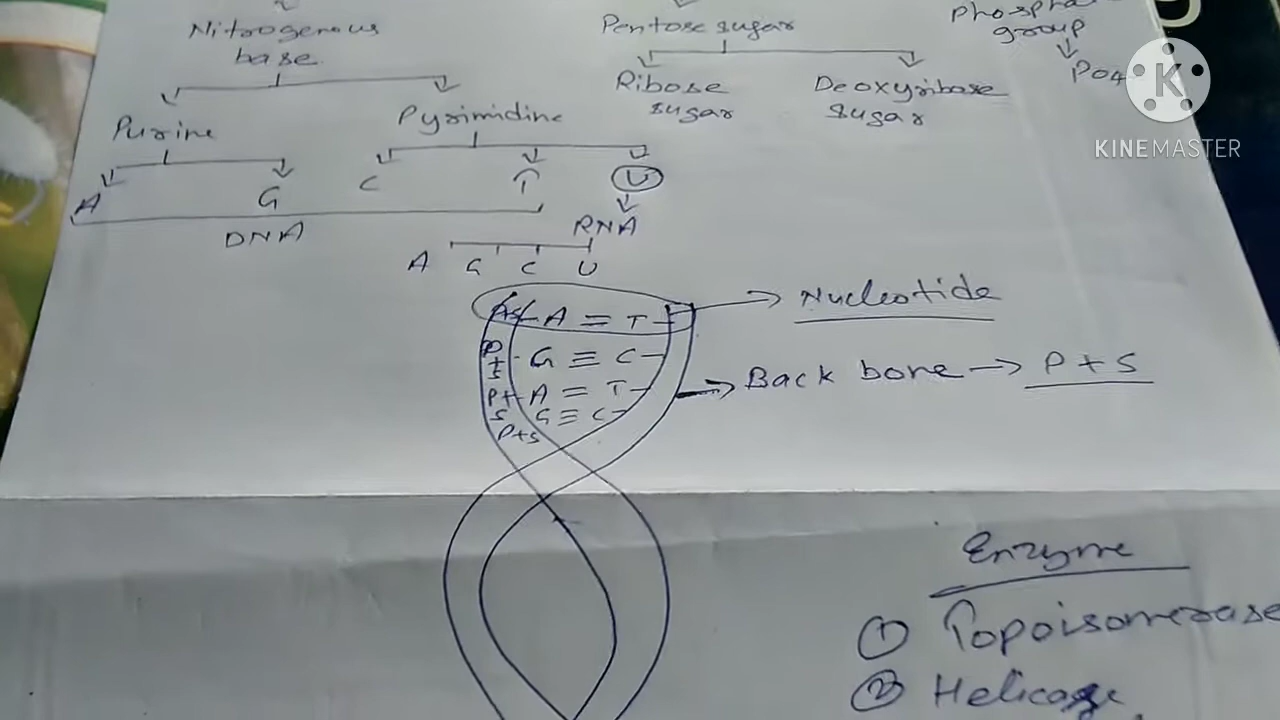 Nitrogenous
base
Pentose sugar
Phospha
group
Ribose
sugar
Deoxyribose
sugar
Po4
K
KINEMASTER
Purine
Pyrimidine
A
G
C
T
U
DNA
RNA
A G C U
A = T
Nucleotide
P + S
G ≡ C
Back bone → P + S
P +
S
A = T
G ≡ C
P+S
Enzyme
① Topoisomerase
② Helicase